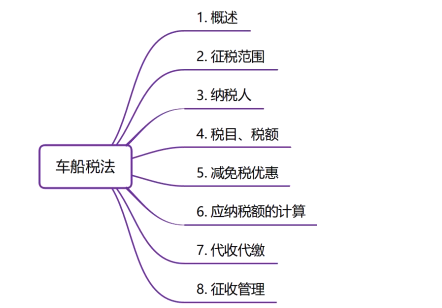 车船税法
1. 概述
2. 征税范围
3. 纳税人
4. 税目、税额
5. 减免税优惠
6. 应纳税额的计算
7. 代收代缴
8. 征收管理